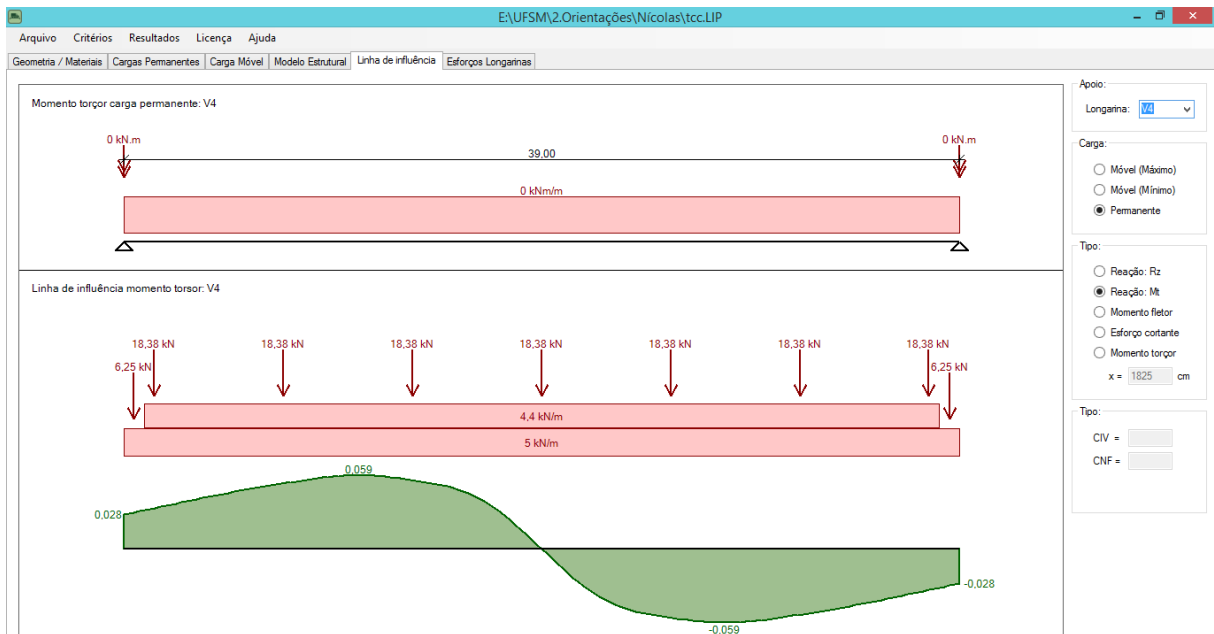 E:\UFSM\2.Orientações\Nícolas\tcc.LIP
Arquivo Critérios Resultados Licença Ajuda
Geometria / Materiais Cargas Permanentes Carga Móvel Modelo Estrutural Linha de influência Esforços Longarinas
Momento torçor carga permanente: V4
0 kN.m 0 kN.m
39,00
0 kNm/m
Linha de influência momento torsor: V4
18,38 kN 18,38 kN 18,38 kN 18,38 kN 18,38 kN 18,38 kN 18,38 kN
6,25 kN 6,25 kN
4,4 kN/m
5 kN/m
0,059
0,028
-0,028
-0,059
Apoio:
Longarina: V4
Carga:
Móvel (Máximo)
Móvel (Mínimo)
Permanente
Tipo:
Reação: Rz
Reação: Mt
Momento fletor
Esforço cortante
Momento torçor
x = 1825 cm
Tipo:
CIV =
CNF =